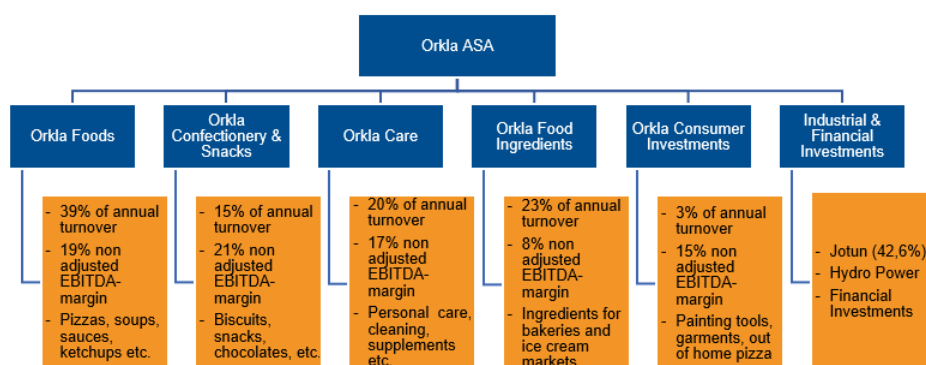 Orkla ASA
Orkla Foods
Orkla
Confectionery &
Snacks
Orkla Care
Orkla Food
Ingredients
Orkla Consumer
Investments
Industrial &
Financial
Investments
- 39% of annual
turnover
- 19% non
adjusted
EBITDA-
margin
- Pizzas, soups,
sauces,
ketchups etc.
- 15% of annual
turnover
- 21% non
adjusted
EBITDA-
margin
- Biscuits,
snacks,
chocolates, etc.
- 20% of annual
turnover
- 17% non
adjusted
EBITDA-
margin
- Personal care,
cleaning,
supplements
etc
- 23% of annual
turnover
- 8% non
adjusted
EBITDA-
margin
- Ingredients for
bakeries and
ice cream
markets
- 3% of annual
turnover
- 15% non
adjusted
EBITDA-
margin
- Painting tools,
garments, out
of home pizza
- Jotun (42,6%)
- Hydro Power
- Financial
Investments